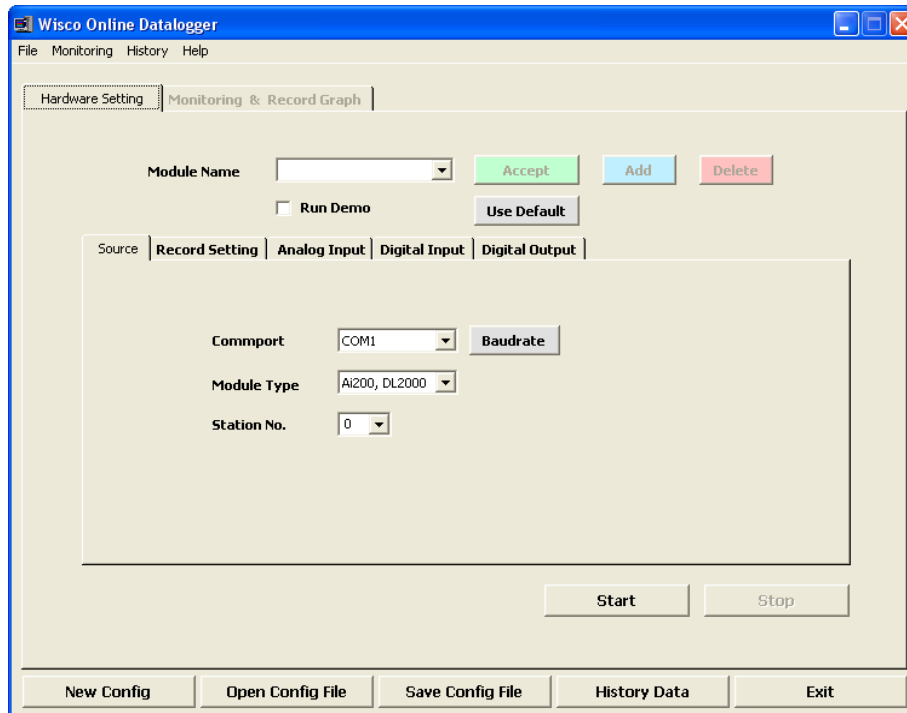 Wisco Online Datalogger
File Monitoring History Help
Hardware Setting Monitoring & Record Graph
Module Name Accept Add Delete
Run Demo Use Default
Source Record Setting Analog Input Digital Input Digital Output
Commport COM1 Baudrate
Module Type Ai200, DL2000
Station No. 0
Start Stop
New Config Open Config File Save Config File History Data Exit